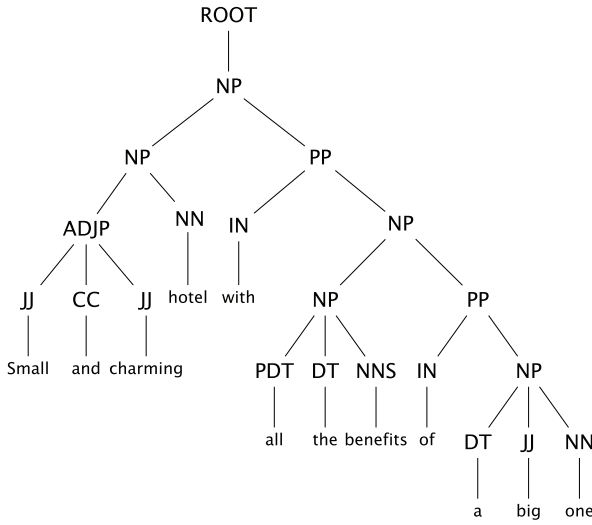 ROOT
NP
NP PP
ADJP NN IN NP
JJ CC JJ hotel with NP PP
Small and charming PDT DT NNS IN NP
all the benefits of DT JJ NN
a big one